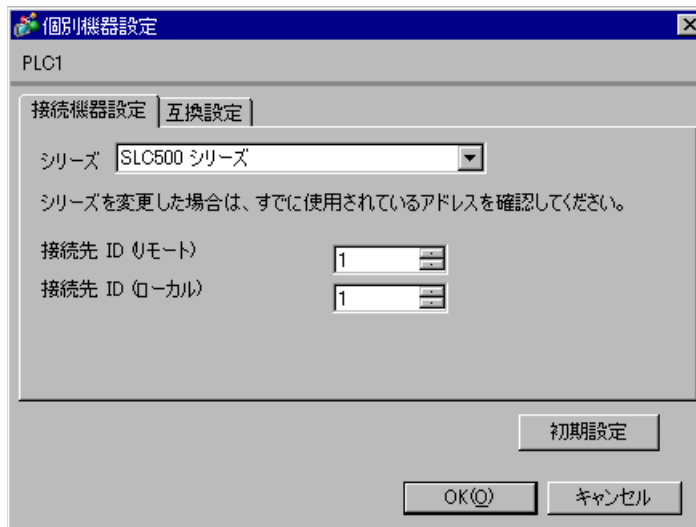 個別機器設定
PLC1
接続機器設定 互換設定
シリーズ SLC500 シリーズ
シリーズを変更した場合は、すでに使用されているアドレスを確認してください。
接続先 ID (リモート) 1
接続先 ID (ローカル) 1
初期設定
OK(O) キャンセル